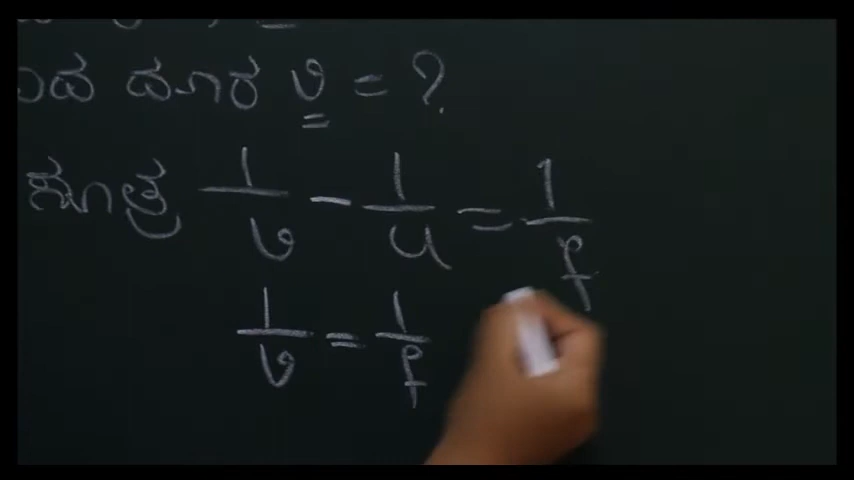 ದೂರ v = ?
ಸೂತ್ರ 1/v - 1/u = 1/f
1/v = 1/f